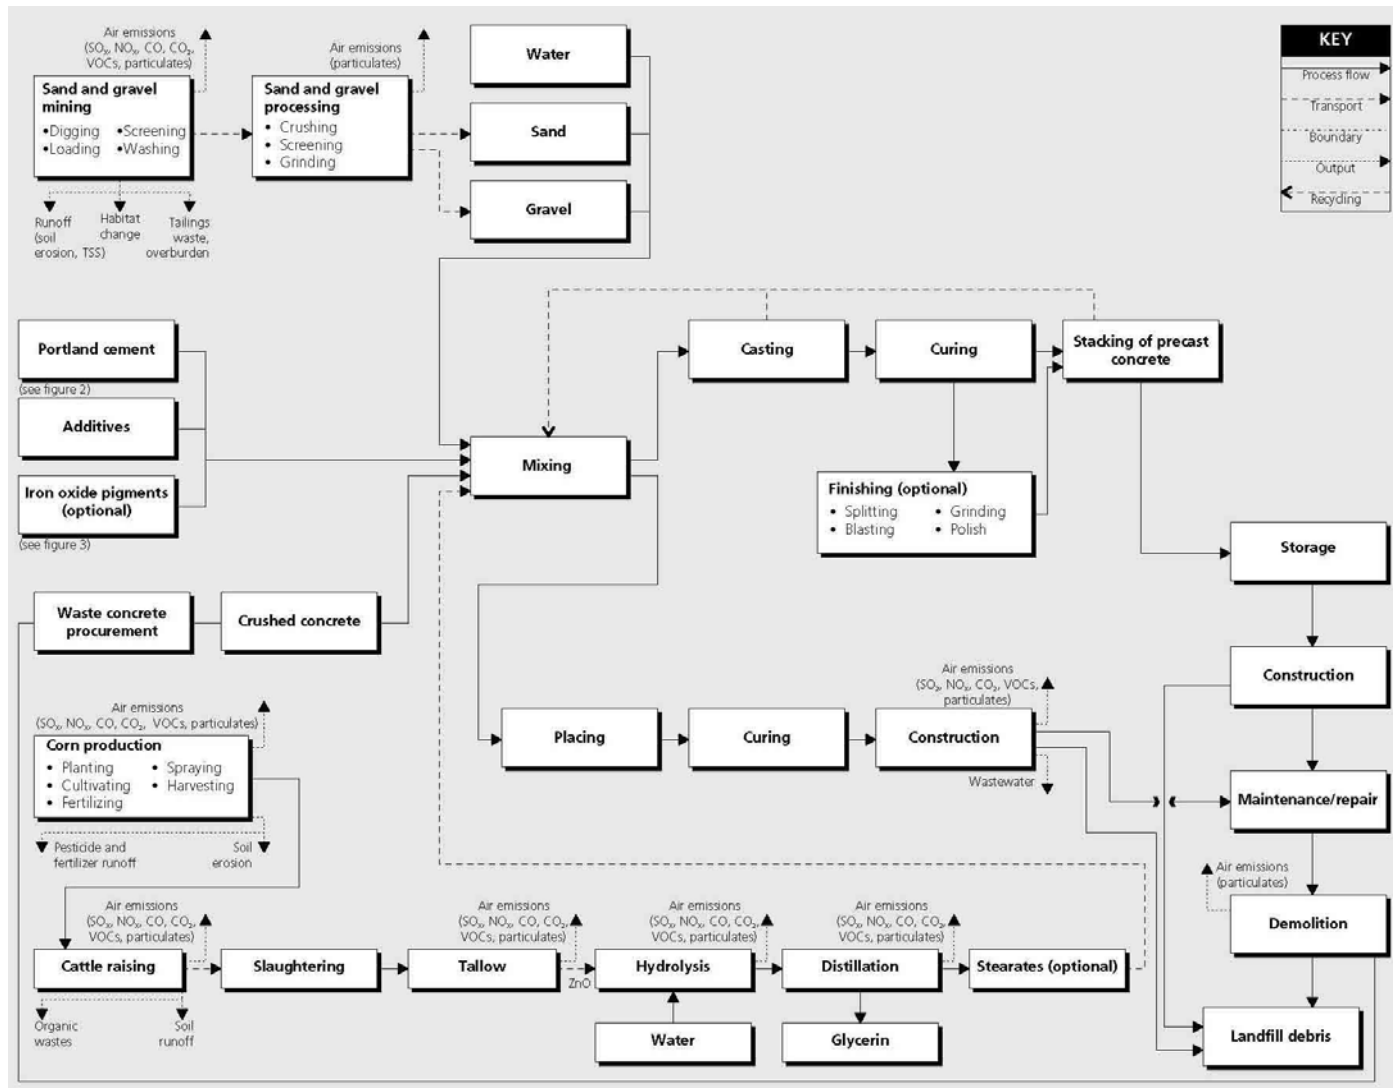 Air emissions
(SOₓ, NOₓ, CO, CO₂,
VOCs, particulates)
Sand and gravel
mining
•Digging •Screening
•Loading •Washing
Runoff
(soil
erosion, TSS)
Habitat
change
Tailings
waste,
overburden
Air emissions
(particulates)
Sand and gravel
processing
• Crushing
• Screening
• Grinding
Water
Sand
Gravel
KEY
Process flow
Transport
Boundary
Output
Recycling
Portland cement
(see figure 2)
Additives
Iron oxide pigments
(optional)
(see figure 3)
Mixing
Casting
Curing
Stacking of precast
concrete
Finishing (optional)
• Splitting • Grinding
• Blasting • Polish
Storage
Waste concrete
procurement
Crushed concrete
Construction
Air emissions
(SOₓ, NOₓ, CO, CO₂, VOCs, particulates)
Corn production
• Planting • Spraying
• Cultivating • Harvesting
• Fertilizing
Pesticide and
fertilizer runoff
Soil
erosion
Placing
Curing
Air emissions
(SOₓ, NOₓ, CO₂, VOCs,
particulates)
Construction
Wastewater
Maintenance/repair
Air emissions
(particulates)
Demolition
Air emissions
(SOₓ, NOₓ, CO, CO₂,
VOCs, particulates)
Cattle raising
Organic
wastes
Soil
runoff
Slaughtering
Air emissions
(SOₓ, NOₓ, CO, CO₂,
VOCs, particulates)
Tallow
ZnO
Air emissions
(SOₓ, NOₓ, CO, CO₂,
VOCs, particulates)
Hydrolysis
Water
Air emissions
(SOₓ, NOₓ, CO, CO₂,
VOCs, particulates)
Distillation
Glycerin
Stearates (optional)
Landfill debris